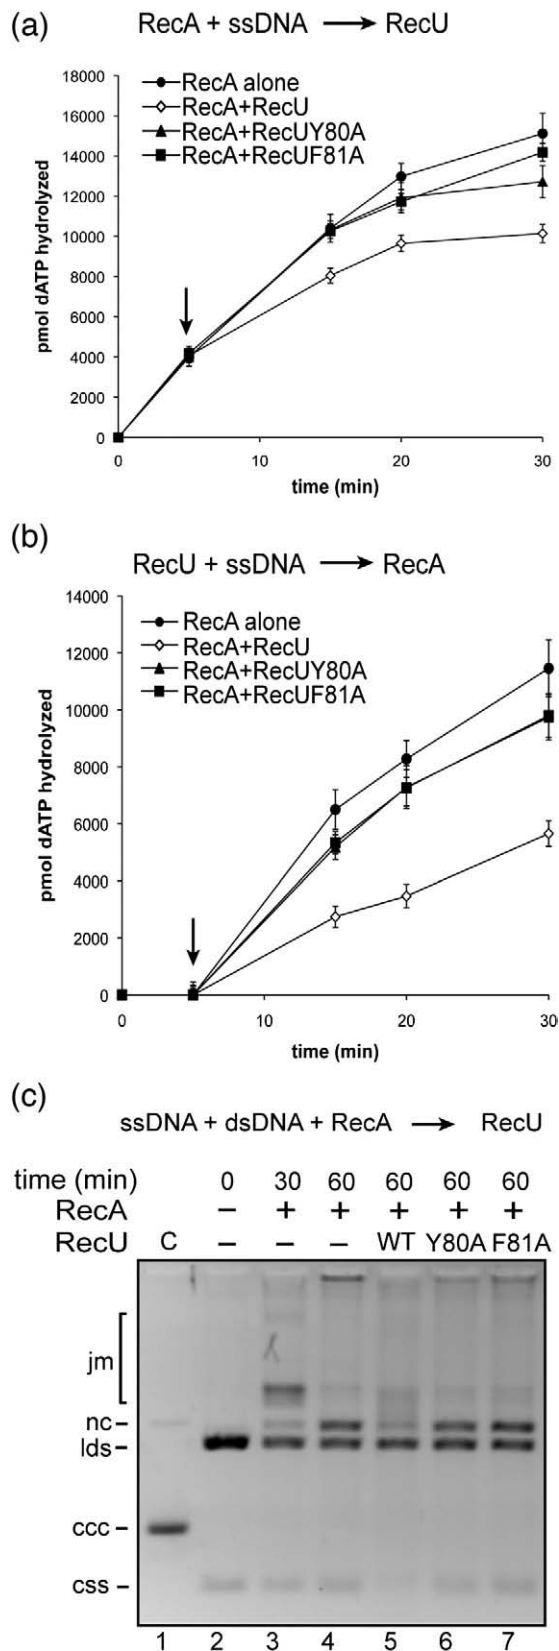 (a)
RecA + ssDNA → RecU
18000
16000
14000
12000
10000
8000
6000
4000
2000
0
pmol dATP hydrolyzed
RecA alone
RecA+RecU
RecA+RecUY80A
RecA+RecUF81A
0 10 20 30
time (min)
(b)
RecU + ssDNA → RecA
14000
12000
10000
8000
6000
4000
2000
0
pmol dATP hydrolyzed
RecA alone
RecA+RecU
RecA+RecUY80A
RecA+RecUF81A
0 10 20 30
time (min)
(c)
ssDNA + dsDNA + RecA → RecU
time (min) 0 30 60 60 60 60
RecA – + + + + +
RecU C – – – WT Y80A F81A
jm
nc –
lds –
ccc –
css –
1 2 3 4 5 6 7